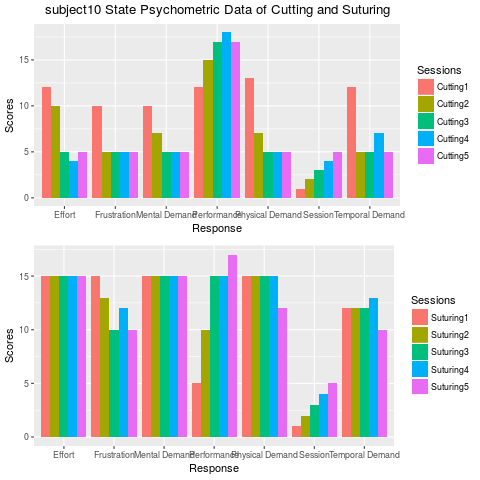 subject10 State Psychometric Data of Cutting and Suturing
Scores
15
10
5
0
Effort Frustration Mental Demand Performance Physical Demand Session Temporal Demand
Response
Sessions
Cutting1
Cutting2
Cutting3
Cutting4
Cutting5
Scores
15
10
5
0
Effort Frustration Mental Demand Performance Physical Demand Session Temporal Demand
Response
Sessions
Suturing1
Suturing2
Suturing3
Suturing4
Suturing5